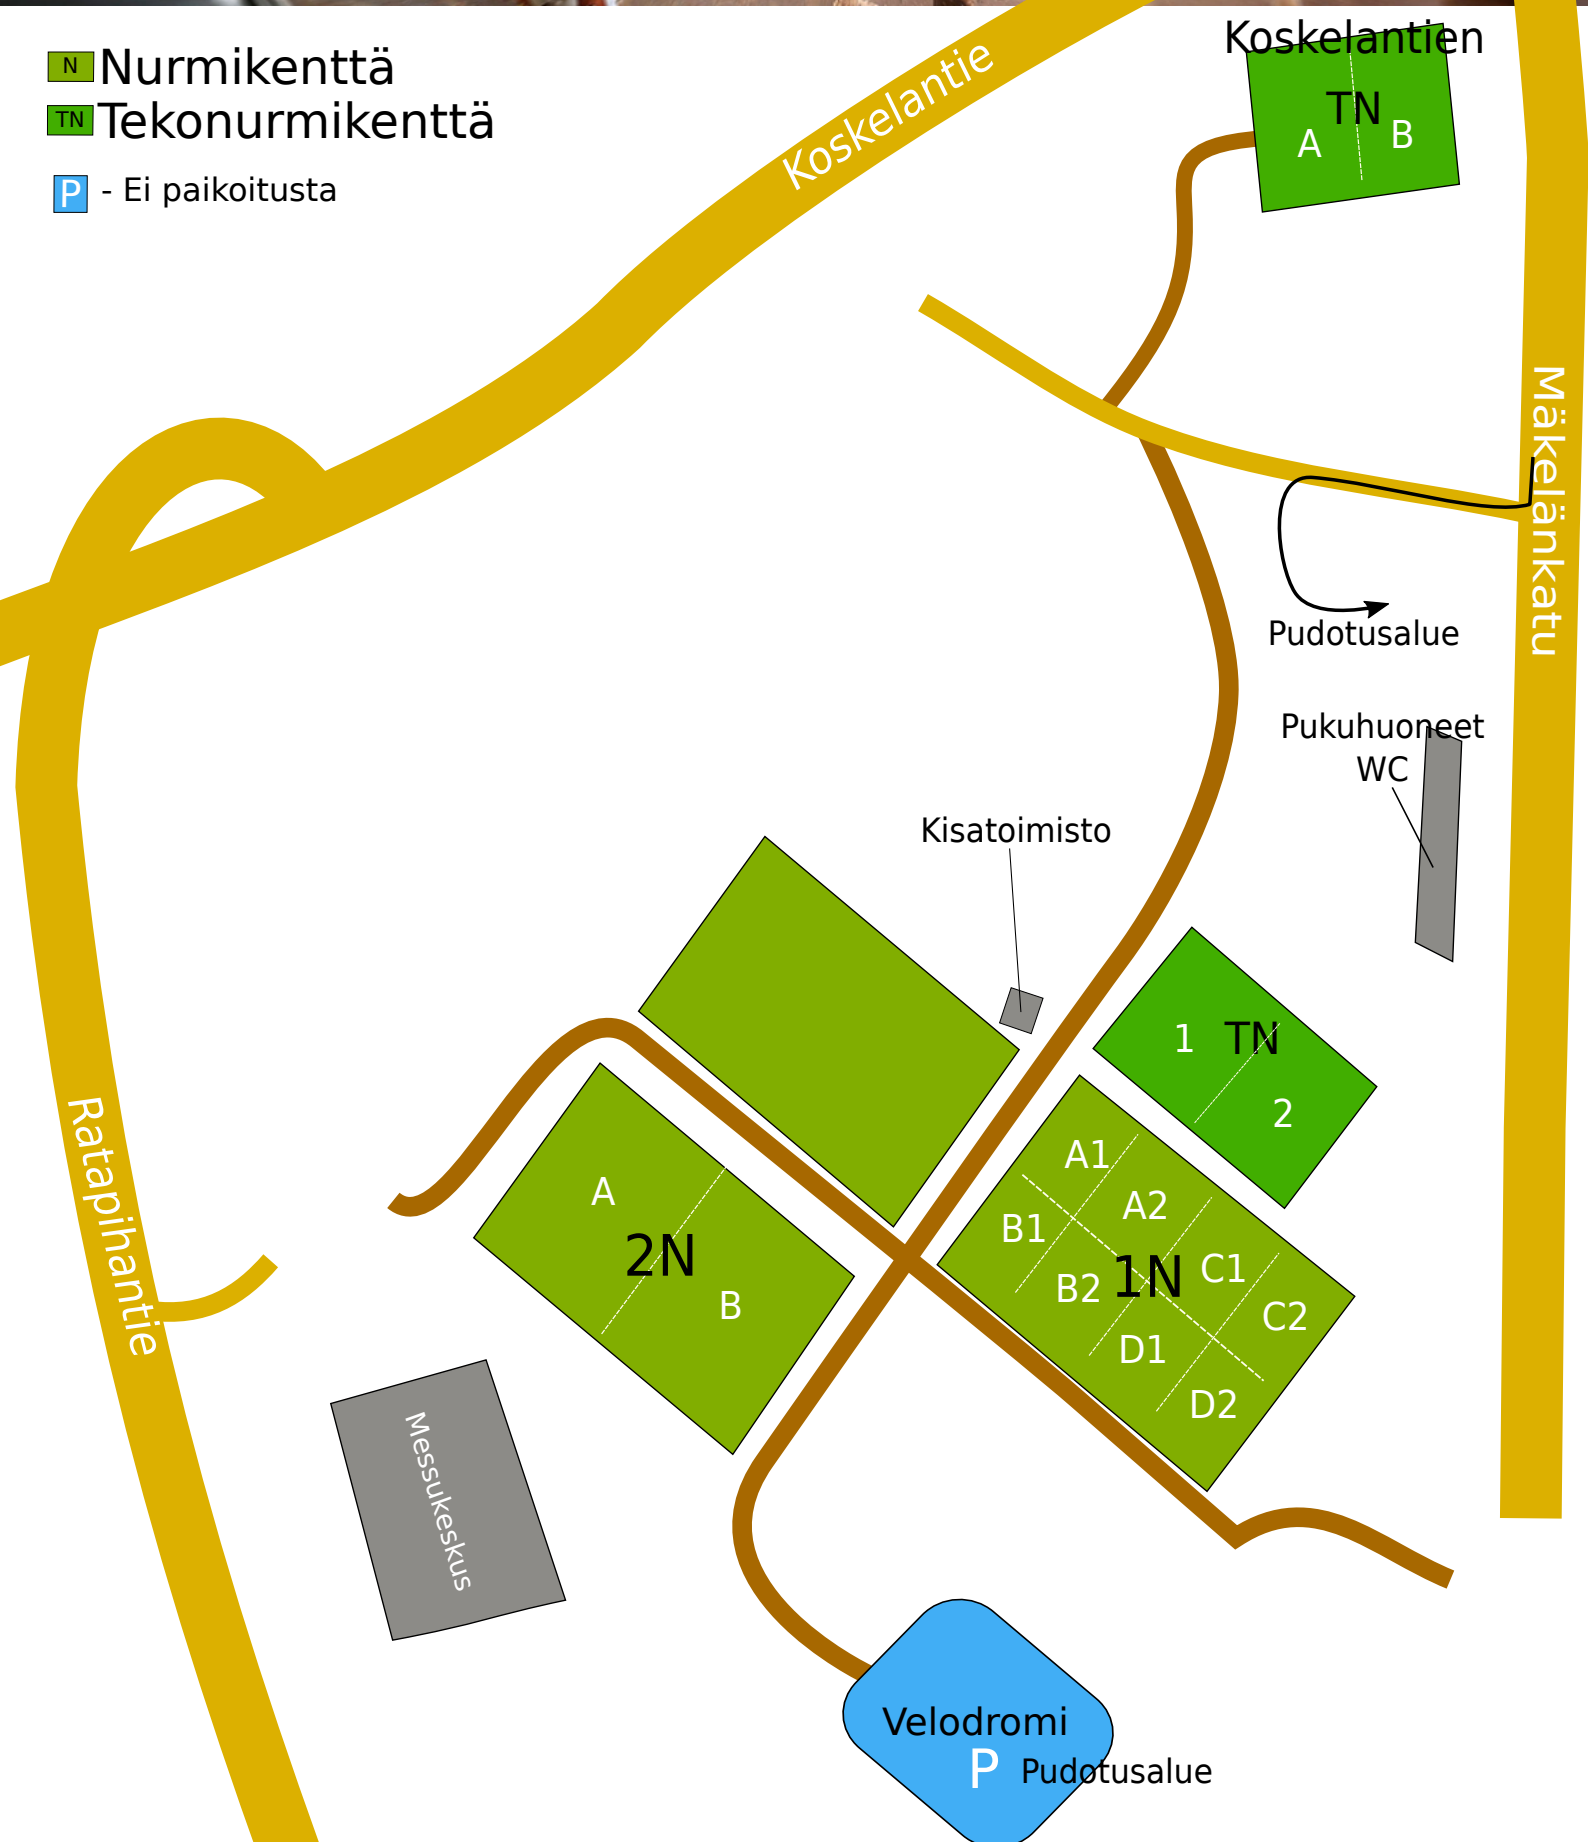 Koskelantien
N Nurmikenttä
TN Tekonurmikenttä
P - Ei paikoitusta
Koskelantie
TN
A
B
Mäkelänkatu
Pudotusalue
Pukuhuoneet
WC
Kisatoimisto
1 TN
2
A1
A2
B1
B2
1N
C1
C2
D1
D2
A
2N
B
Ratapihantie
Messukeskus
Velodromi
P Pudotusalue